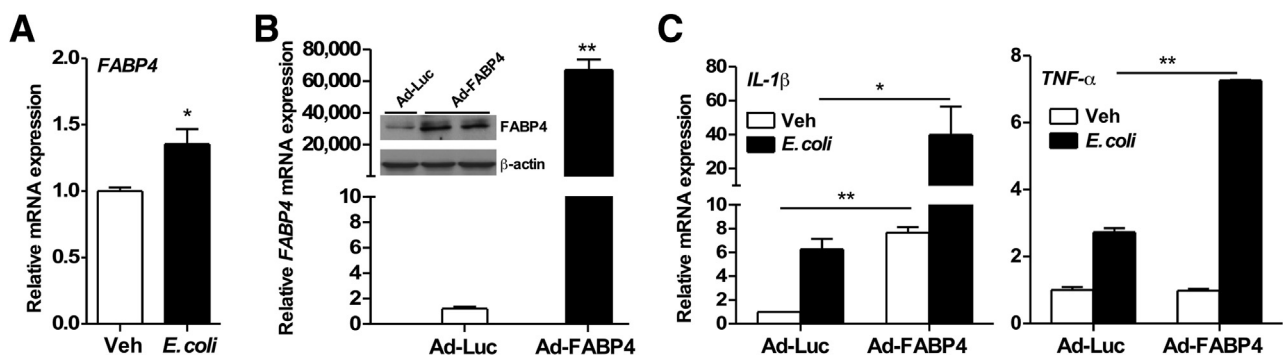 A
Relative mRNA expression
2.0
1.5
1.0
0.5
0.0
FABP4
*
Veh
E. coli
B
Relative FABP4 mRNA expression
80,000
60,000
40,000
20,000
10
8
6
4
2
0
Ad-Luc
Ad-FABP4
FABP4
β-actin
**
Ad-Luc
Ad-FABP4
C
Relative mRNA expression
80
60
40
20
10
8
6
4
2
0
IL-1β
Veh
E. coli
*
**
Ad-Luc
Ad-FABP4
8
6
4
2
0
TNF-α
Veh
E. coli
**
Ad-Luc
Ad-FABP4